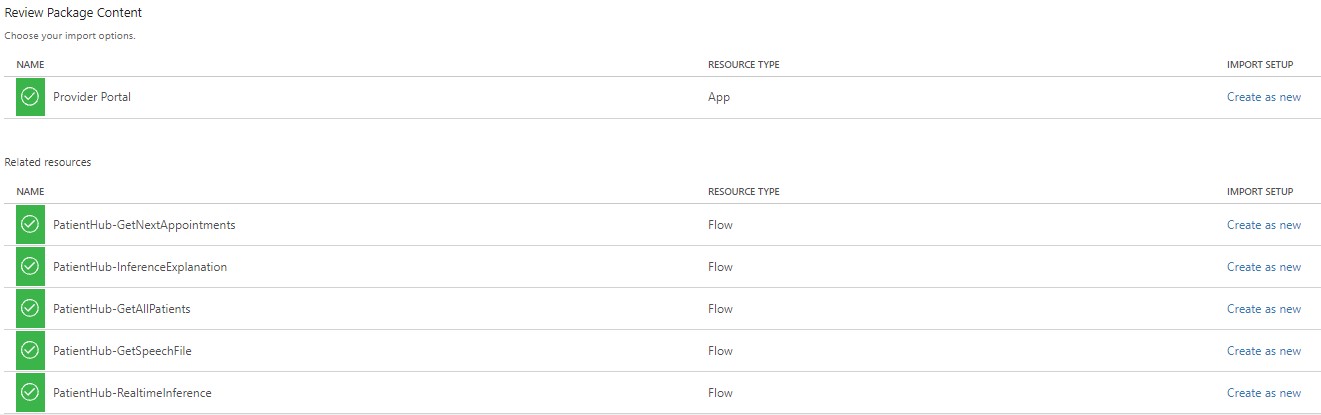 Review Package Content
Choose your import options.
NAME RESOURCE TYPE IMPORT SETUP
Provider Portal App Create as new
Related resources
NAME RESOURCE TYPE IMPORT SETUP
PatientHub-GetNextAppointments Flow Create as new
PatientHub-InferenceExplanation Flow Create as new
PatientHub-GetAllPatients Flow Create as new
PatientHub-GetSpeechFile Flow Create as new
PatientHub-RealtimeInference Flow Create as new